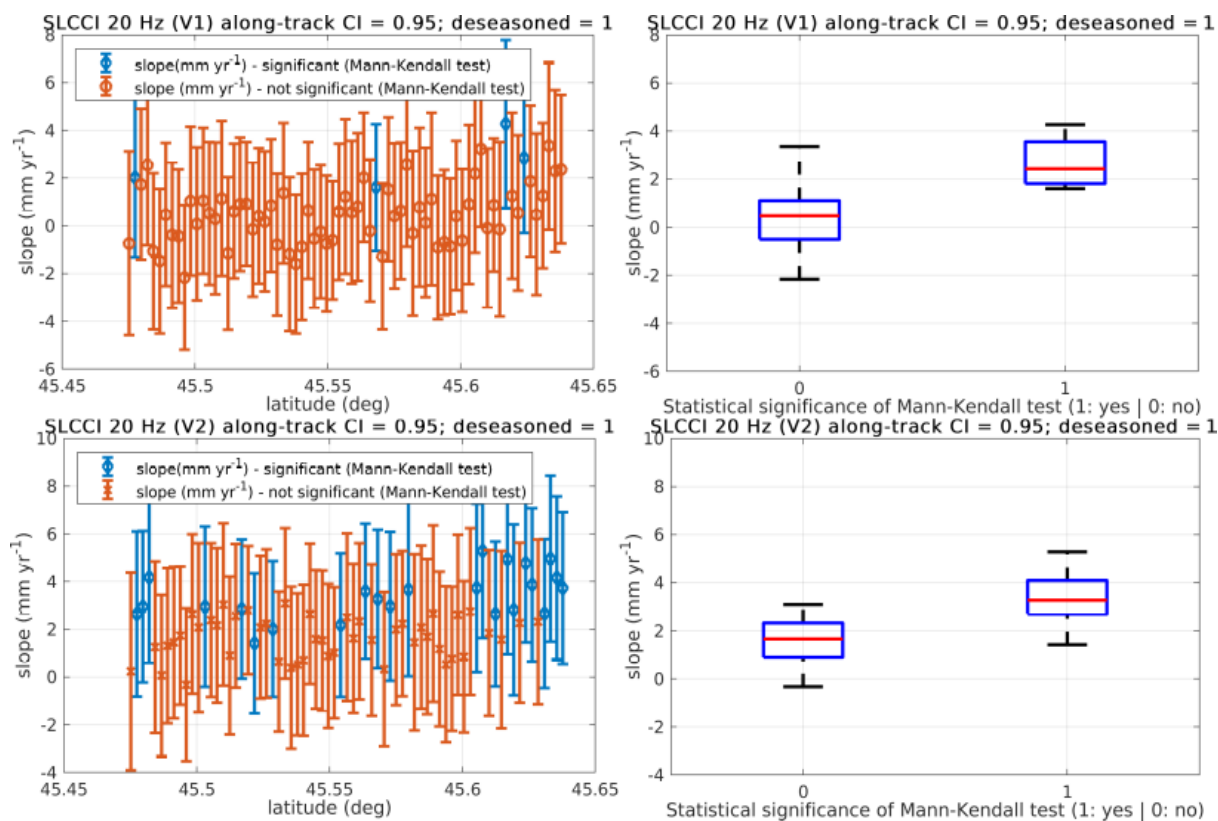 SLCCI 20 Hz (V1) along-track CI = 0.95; deseasoned = 1
8
6
4
2
0
-2
-4
-6
slope (mm yr-1)
slope(mm yr-1) - significant (Mann-Kendall test)
slope (mm yr-1) - not significant (Mann-Kendall test)
45.45
45.5
45.55
45.6
45.65
latitude (deg)
SLCCI 20 Hz (V1) along-track CI = 0.95; deseasoned = 1
8
6
4
2
0
-2
-4
-6
slope (mm yr-1)
0
1
Statistical significance of Mann-Kendall test (1: yes | 0: no)
SLCCI 20 Hz (V2) along-track CI = 0.95; deseasoned = 1
10
8
6
4
2
0
-2
-4
slope (mm yr-1)
slope(mm yr-1) - significant (Mann-Kendall test)
slope (mm yr-1) - not significant (Mann-Kendall test)
45.45
45.5
45.55
45.6
45.65
latitude (deg)
SLCCI 20 Hz (V2) along-track CI = 0.95; deseasoned = 1
10
8
6
4
2
0
-2
-4
slope (mm yr-1)
0
1
Statistical significance of Mann-Kendall test (1: yes | 0: no)